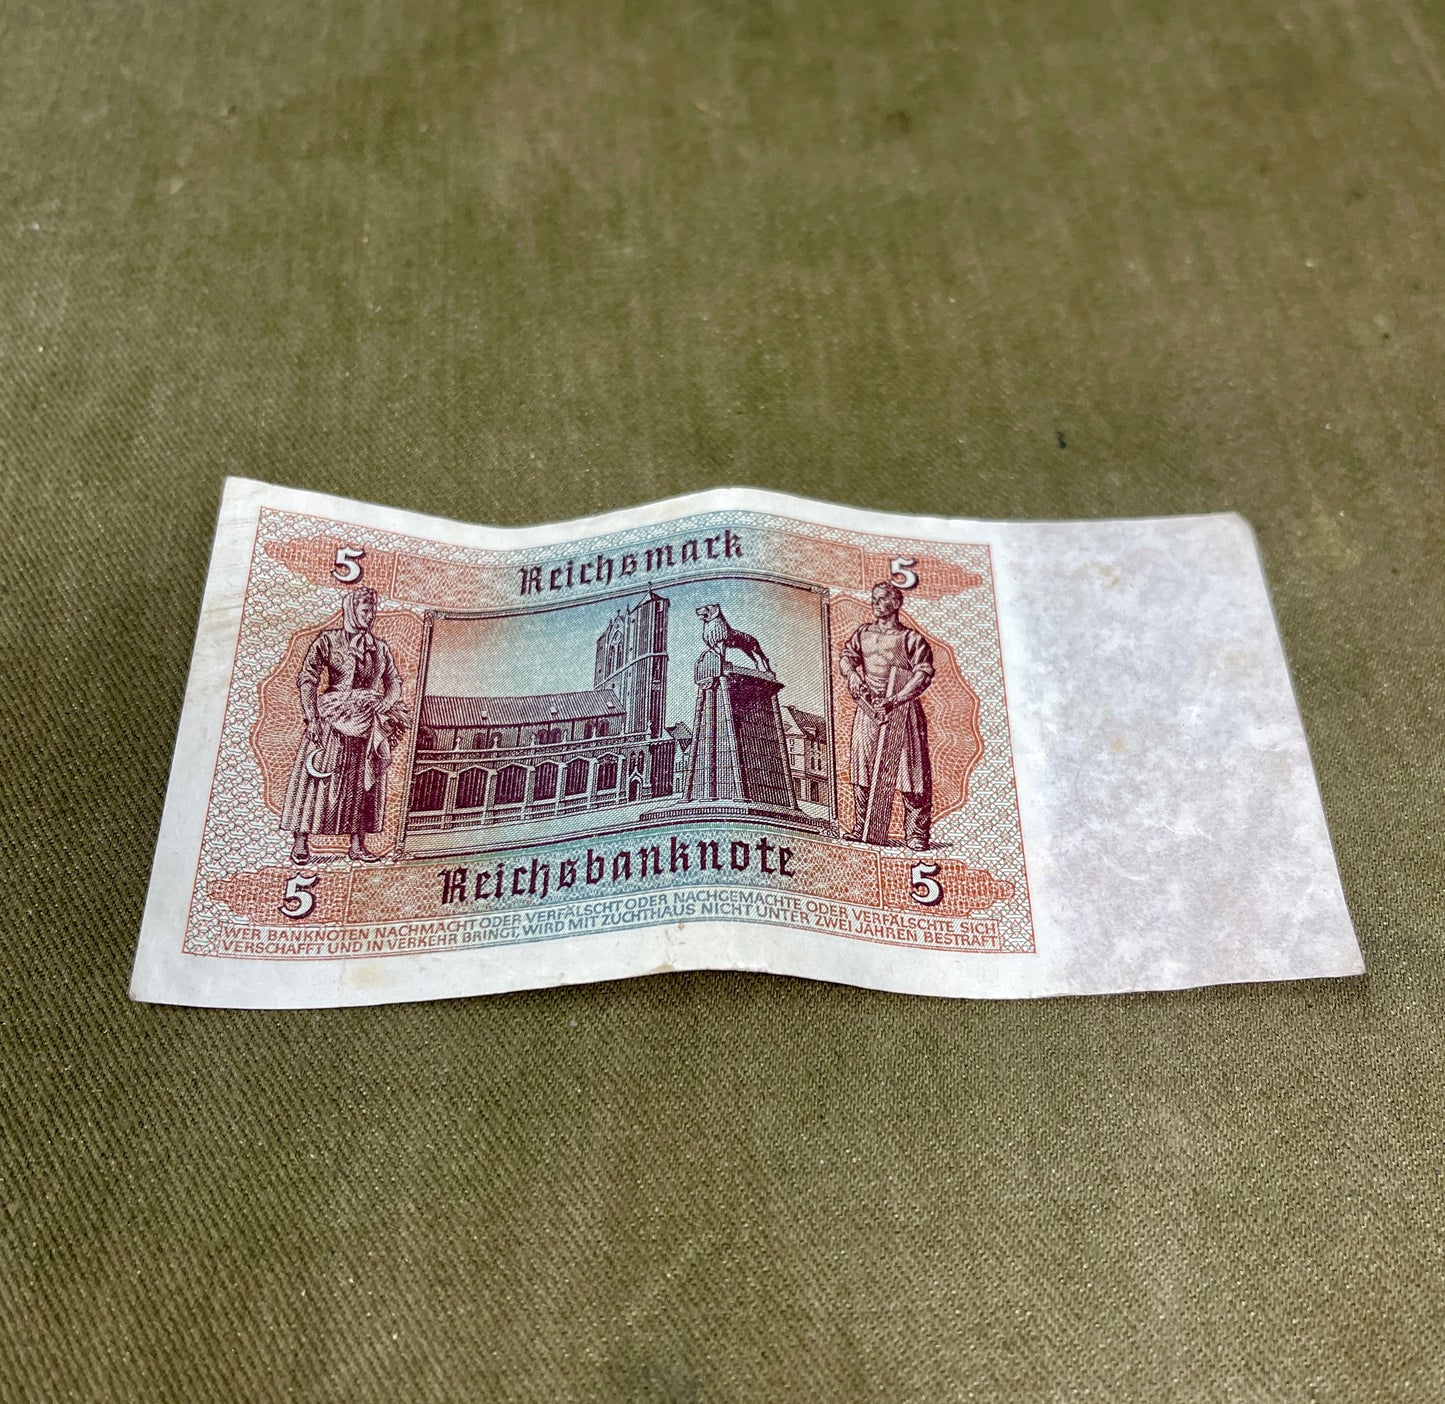 5 Reichsmark 5
Reichsbanknote
5 5
WER BANKNOTEN NACHMACHT ODER VERFÄLSCHT ODER NACHGEMACHTE ODER VERFÄLSCHTE SICH
VERSCHAFFT UND IN VERKEHR BRINGT, WIRD MIT ZUCHTHAUS NICHT UNTER ZWEI JAHREN BESTRAFT